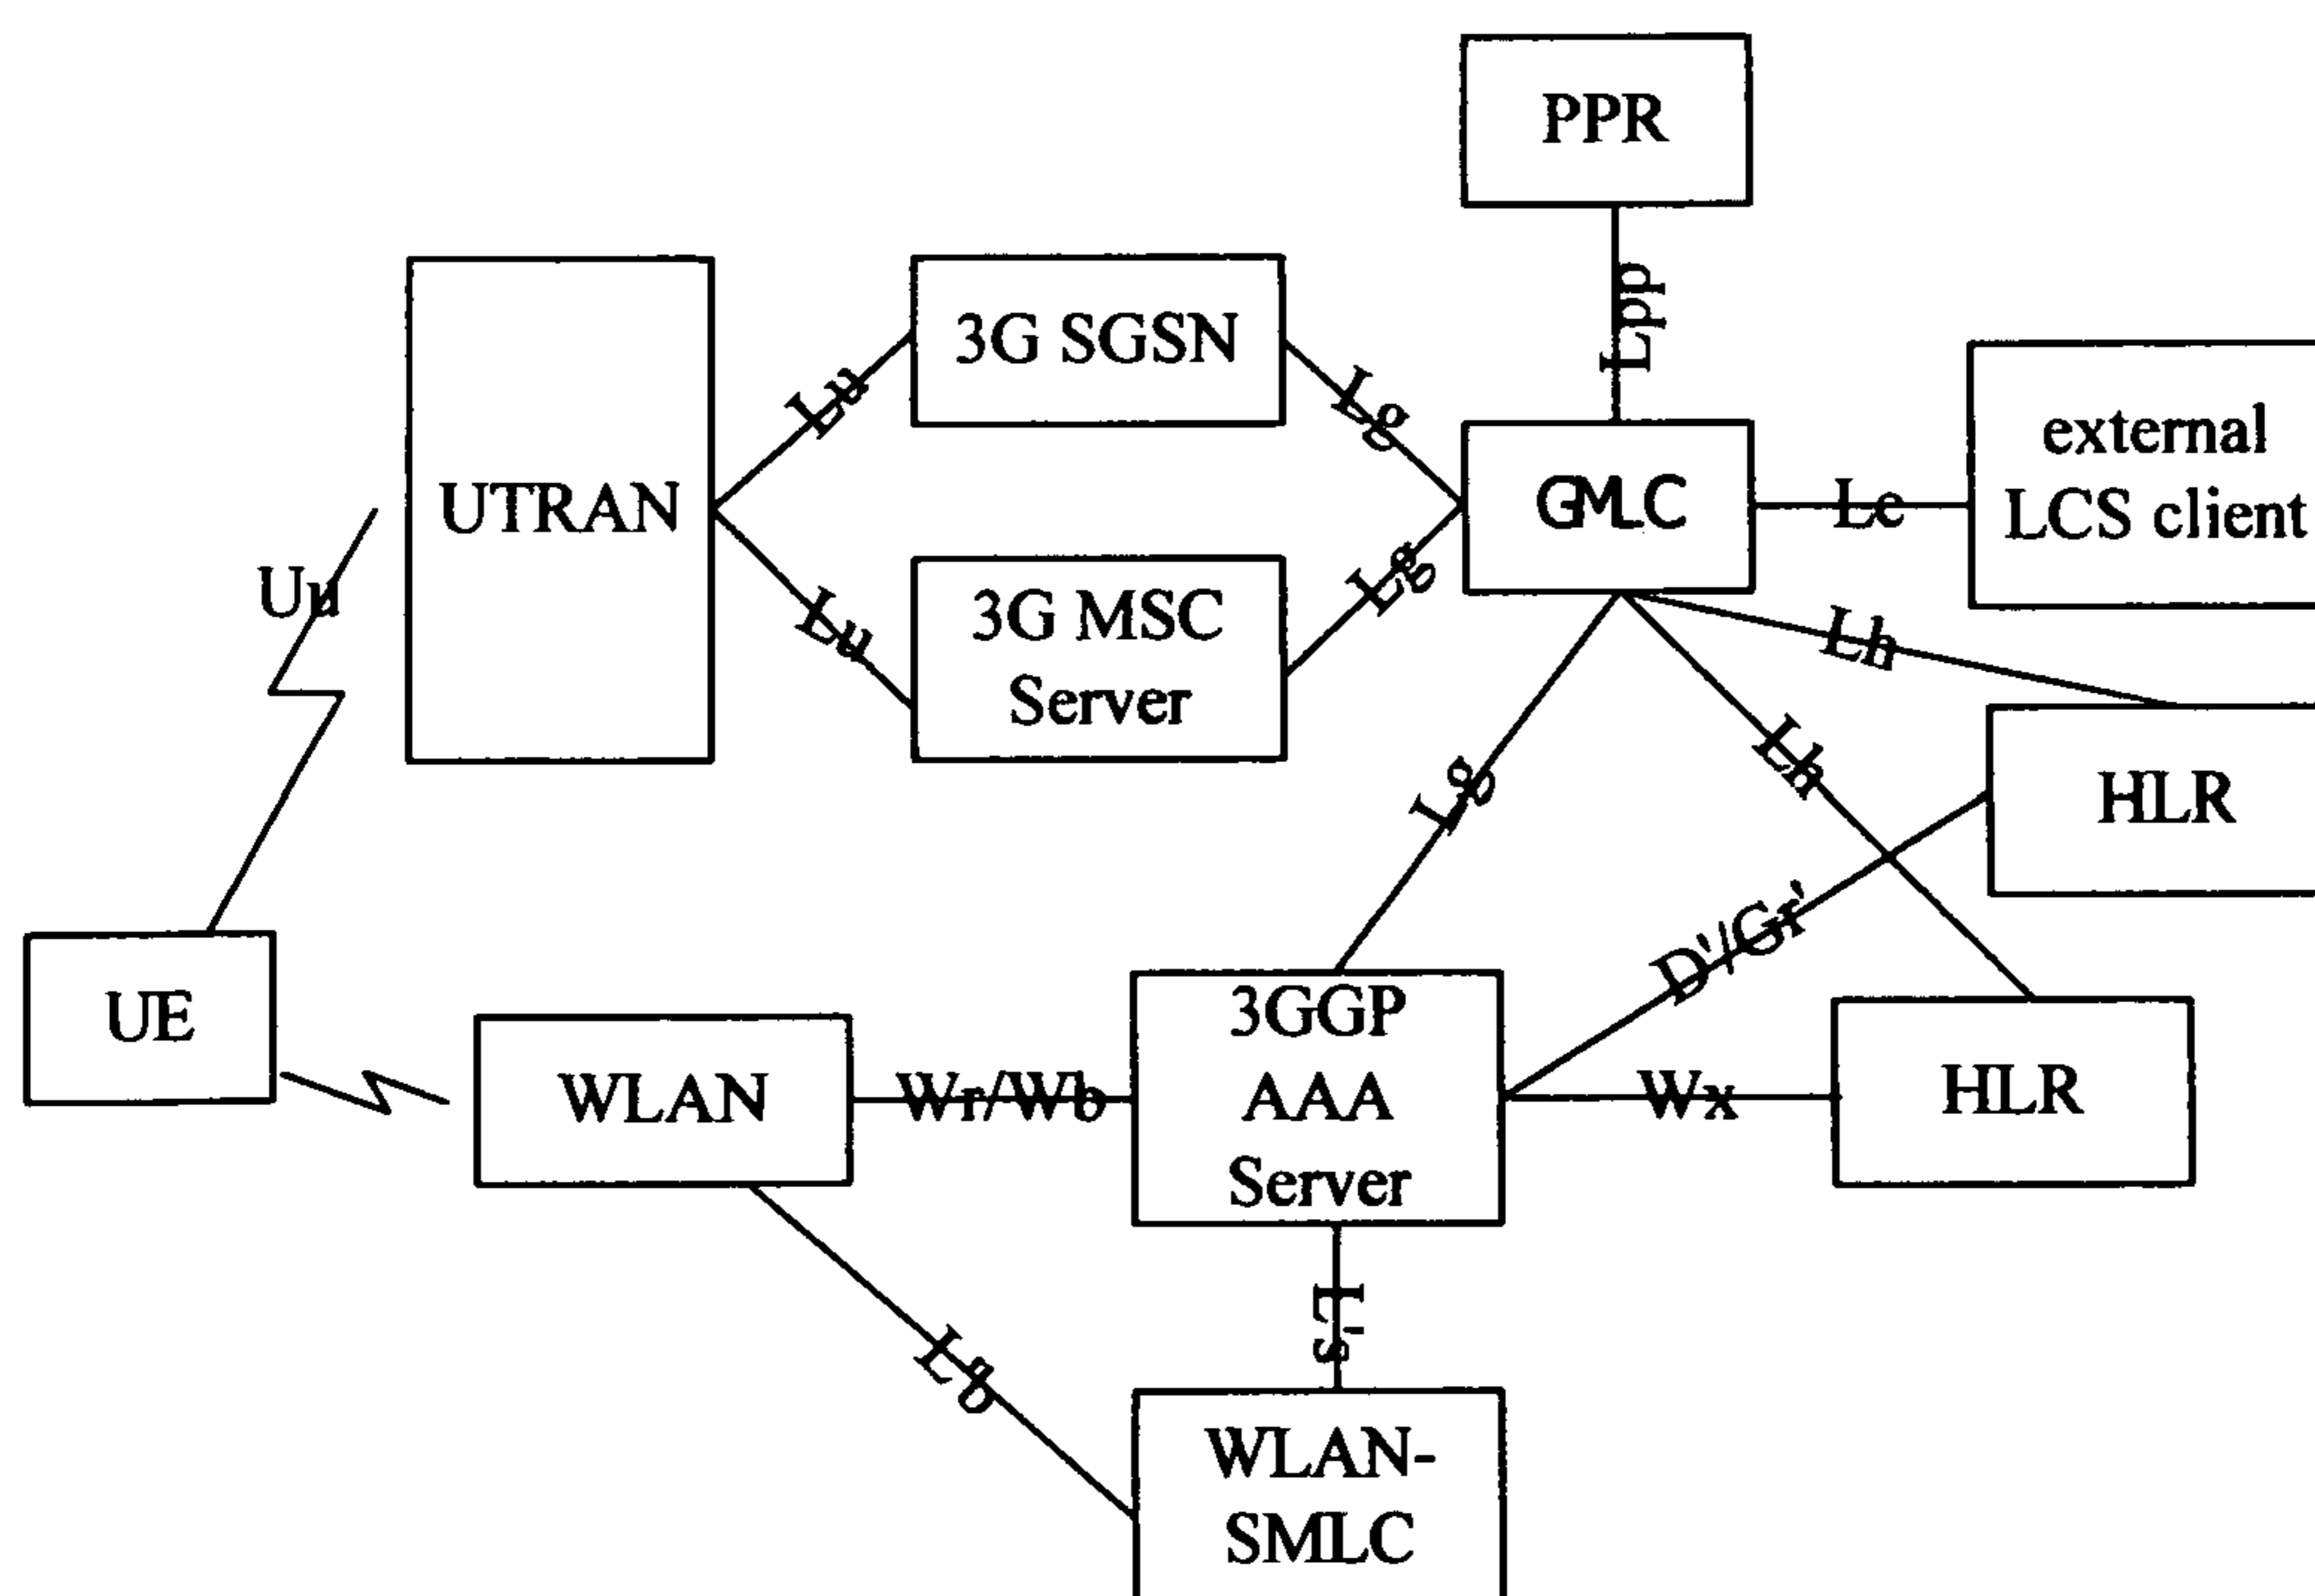 PPR
Lpp
3G SGSN
Lu
Lg
external
LCS client
UTRAN
GMLC
Le
Uu
Lu
3G MSC
Server
Lg
Lh
Lh
HLR
Lg
D'/Gr'
UE
3GGP
AAA
Server
WLAN
Wr/Wb
Wx
HLR
L-s
L-b
WLAN-
SMLC